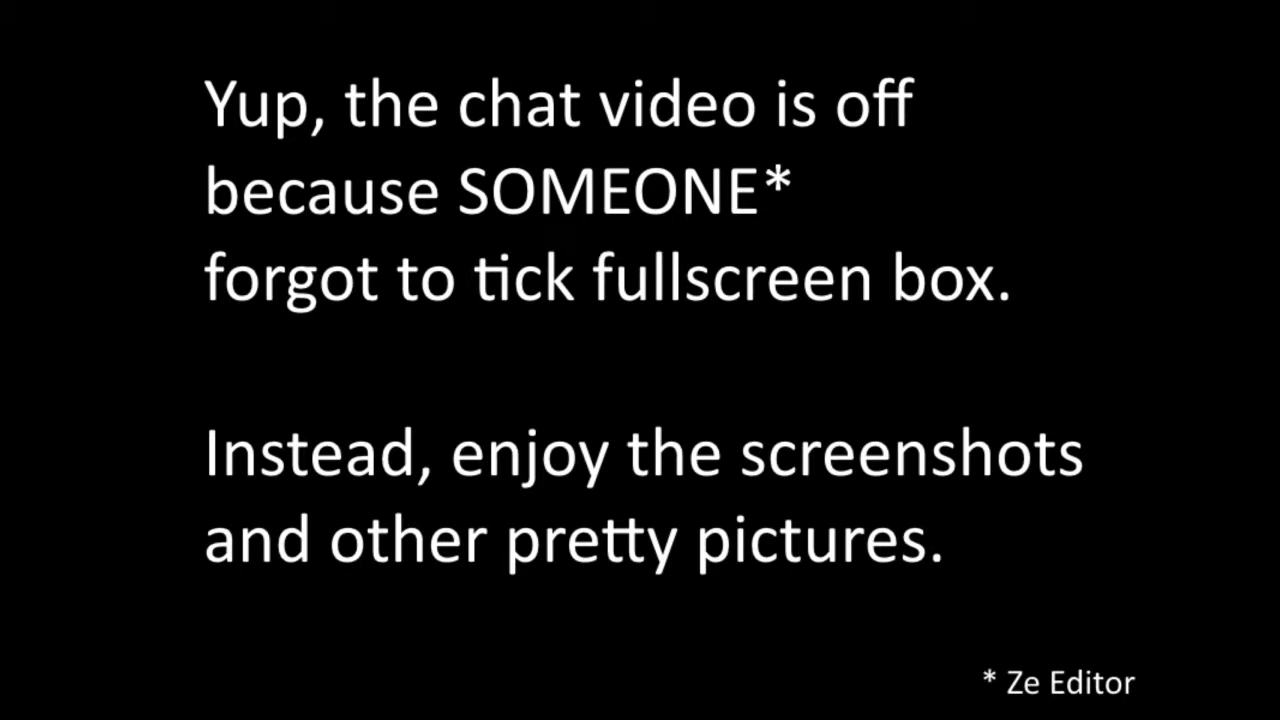 Yup, the chat video is off
because SOMEONE*
forgot to tick fullscreen box.
Instead, enjoy the screenshots
and other pretty pictures.
* Ze Editor